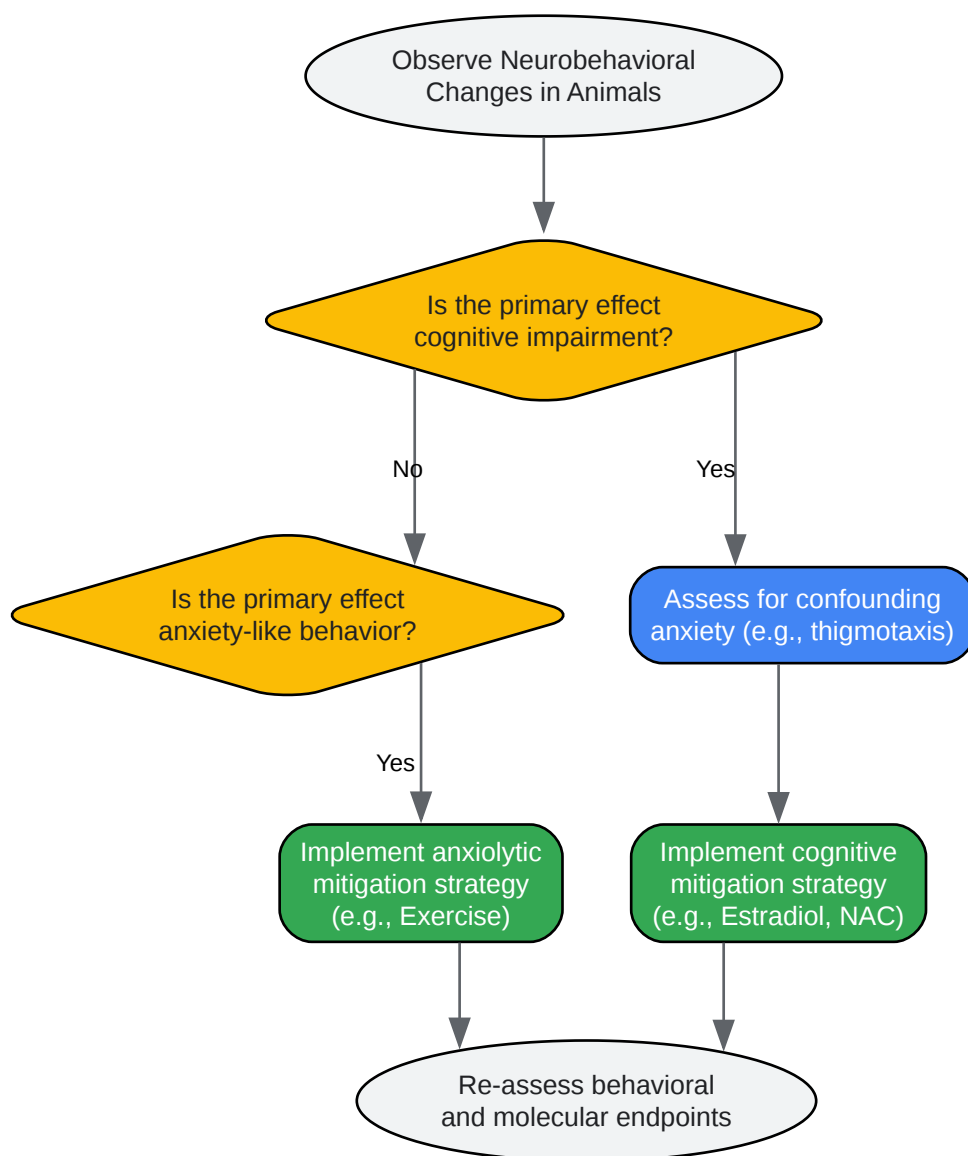 Observe Neurobehavioral
Changes in Animals
Is the primary effect
cognitive impairment?
No
Yes
Is the primary effect
anxiety-like behavior?
Assess for confounding
anxiety (e.g., thigmotaxis)
Yes
Implement anxiolytic
mitigation strategy
(e.g., Exercise)
Implement cognitive
mitigation strategy
(e.g., Estradiol, NAC)
Re-assess behavioral
and molecular endpoints